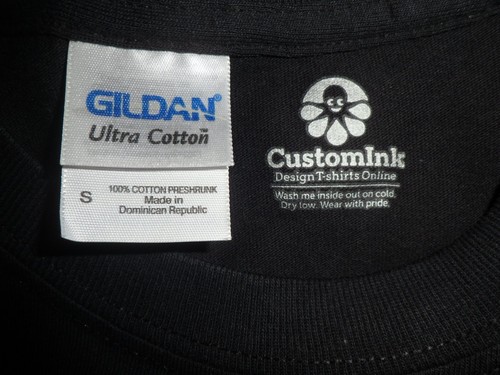 GILDAN®
Ultra Cotton™
S
100% COTTON PRESHRUNK
Made in
Dominican Republic
CustomInk
Design T-shirts Online
Wash me inside out on cold.
Dry low. Wear with pride.